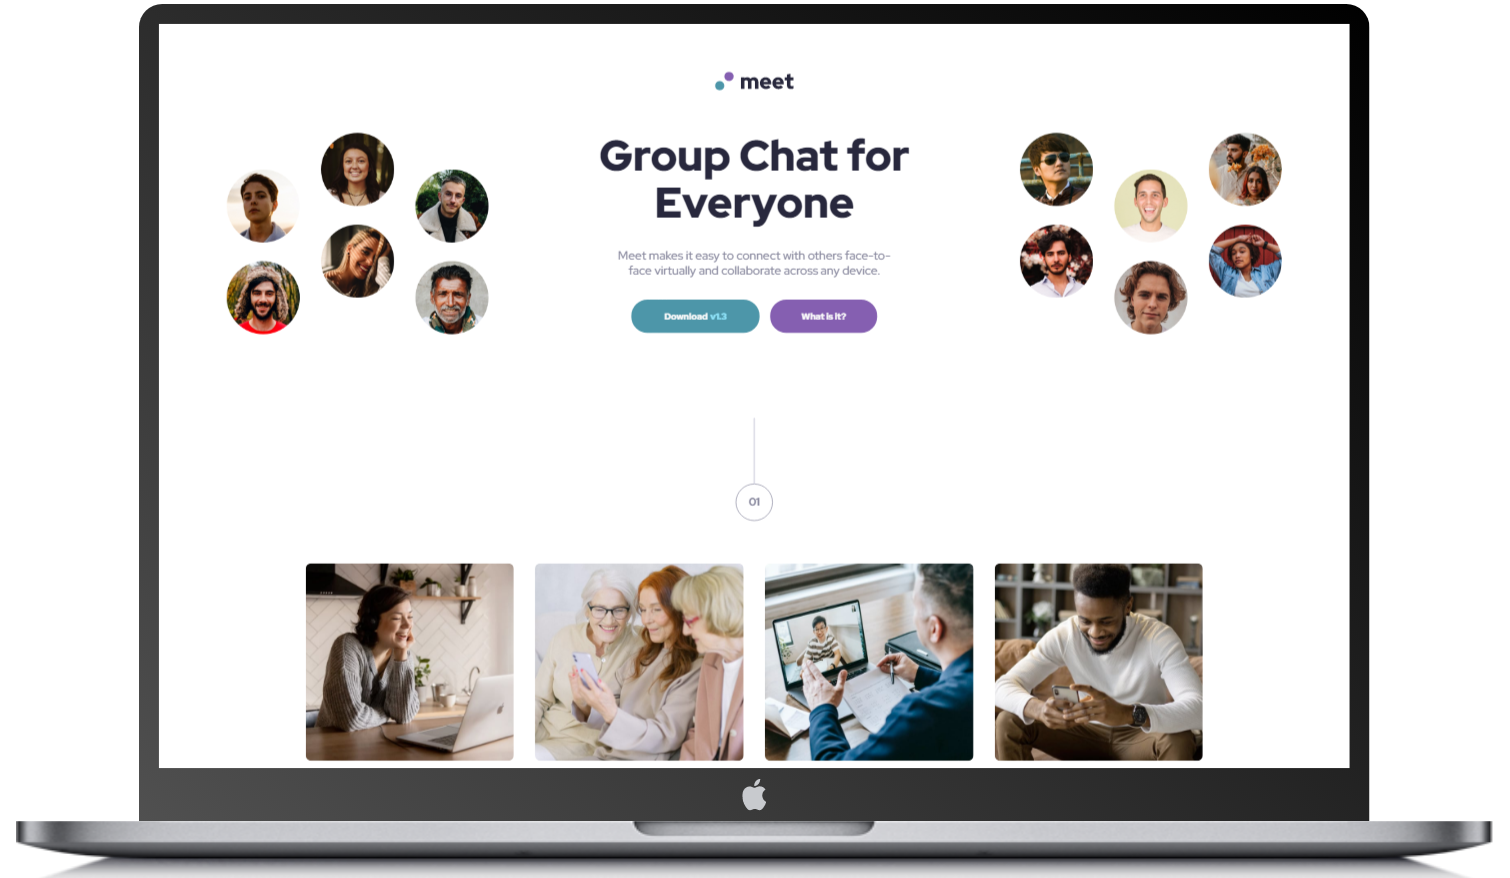 meet
Group Chat for
Everyone
Meet makes it easy to connect with others face-to-
face virtually and collaborate across any device.
Download v1.3
What is it?
01